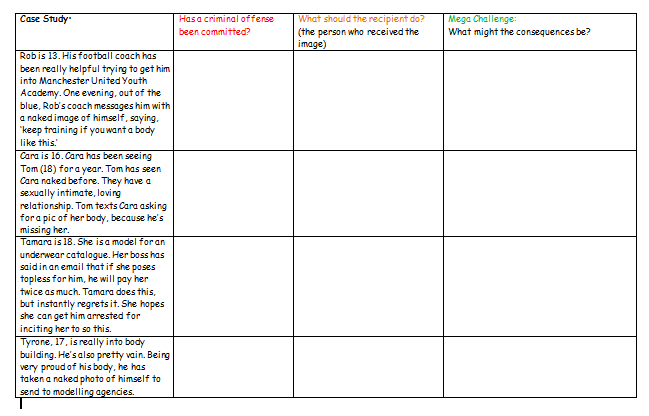 Case Study:
Has a criminal offense
been committed?
What should the recipient do?
(the person who received the
image)
Mega Challenge:
What might the consequences be?
Rob is 13. His football coach has
been really helpful trying to get him
into Manchester United Youth
Academy. One evening, out of the
blue, Rob's coach messages him with
a naked image of himself, saying,
'keep training if you want a body
like this.'
Cara is 16. Cara has been seeing
Tom (18) for a year. Tom has seen
Cara naked before. They have a
sexually intimate, loving
relationship. Tom texts Cara asking
for a pic of her body, because he's
missing her.
Tamara is 18. She is a model for an
underwear catalogue. Her boss has
said in an email that if she poses
topless for him, he will pay her
twice as much. Tamara does this,
but instantly regrets it. She hopes
she can get him arrested for
inciting her to so this.
Tyrone, 17, is really into body
building. He's also pretty vain. Being
very proud of his body, he has
taken a naked photo of himself to
send to modelling agencies.